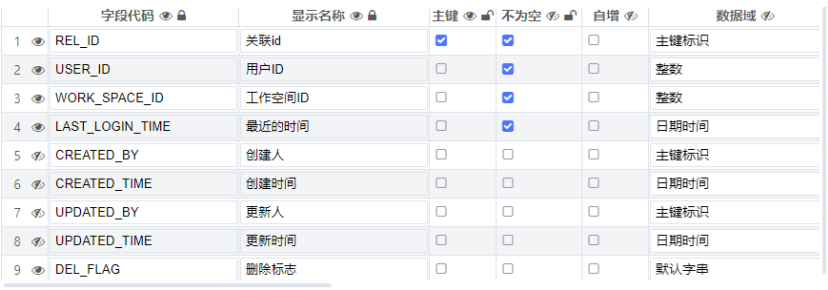 字段代码 显示名称 主键 不为空 自增 数据域
1 REL_ID 关联id 主键标识
2 USER_ID 用户ID 整数
3 WORK_SPACE_ID 工作空间ID 整数
4 LAST_LOGIN_TIME 最近的时间 日期时间
5 CREATED_BY 创建人 主键标识
6 CREATED_TIME 创建时间 日期时间
7 UPDATED_BY 更新人 主键标识
8 UPDATED_TIME 更新时间 日期时间
9 DEL_FLAG 删除标志 默认字串